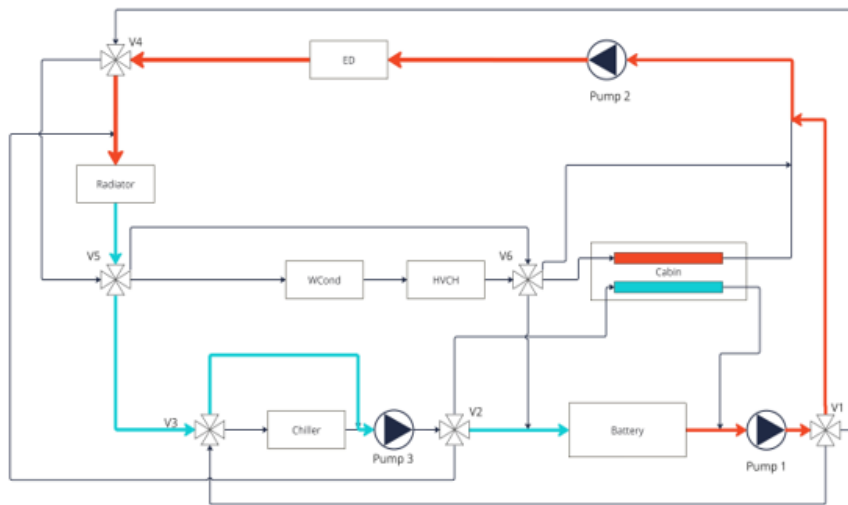 V4
ED
Pump 2
Radiator
V5
V6
WCond
HVCH
Cabin
V3
Chiller
Pump 3
V2
Battery
Pump 1
V1